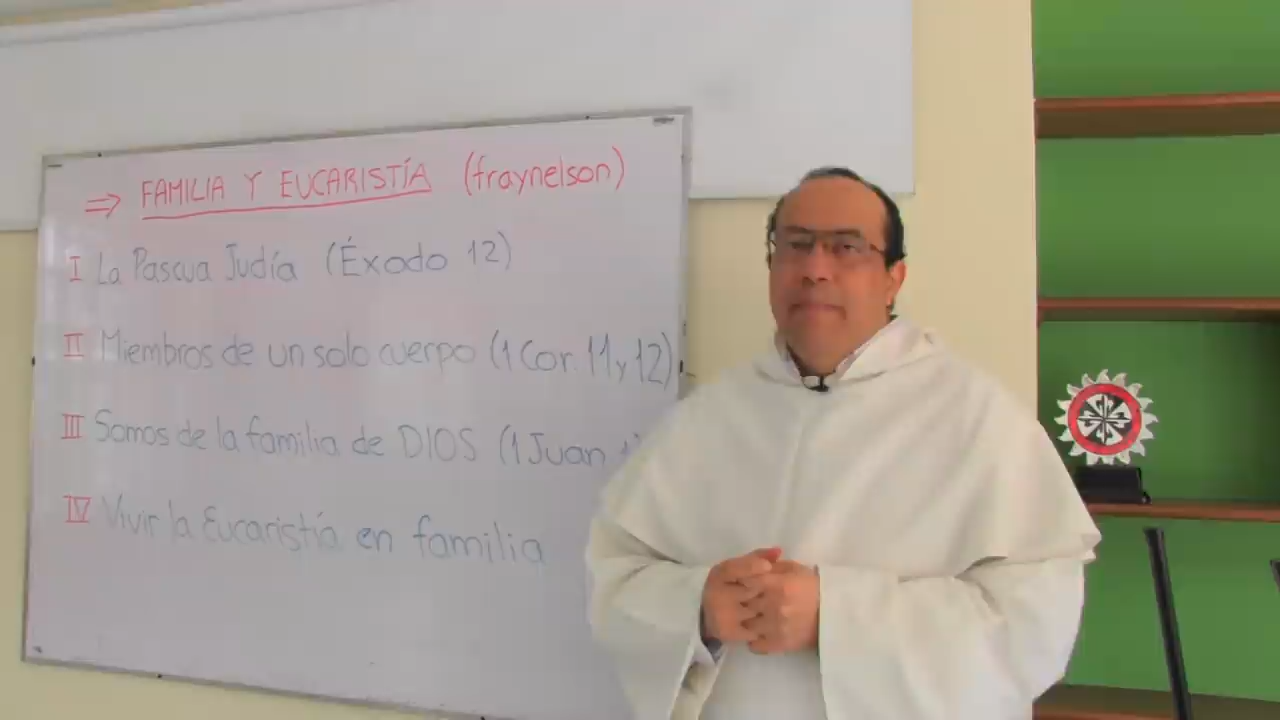 ⇒ FAMILIA Y EUCARISTÍA (fraynelson)
I La Pascua Judía (Éxodo 12)
II Miembros de un solo cuerpo (1 Cor. 11 y 12)
III Somos de la familia de DIOS (1 Juan
IV Vivir la Eucaristía en familia